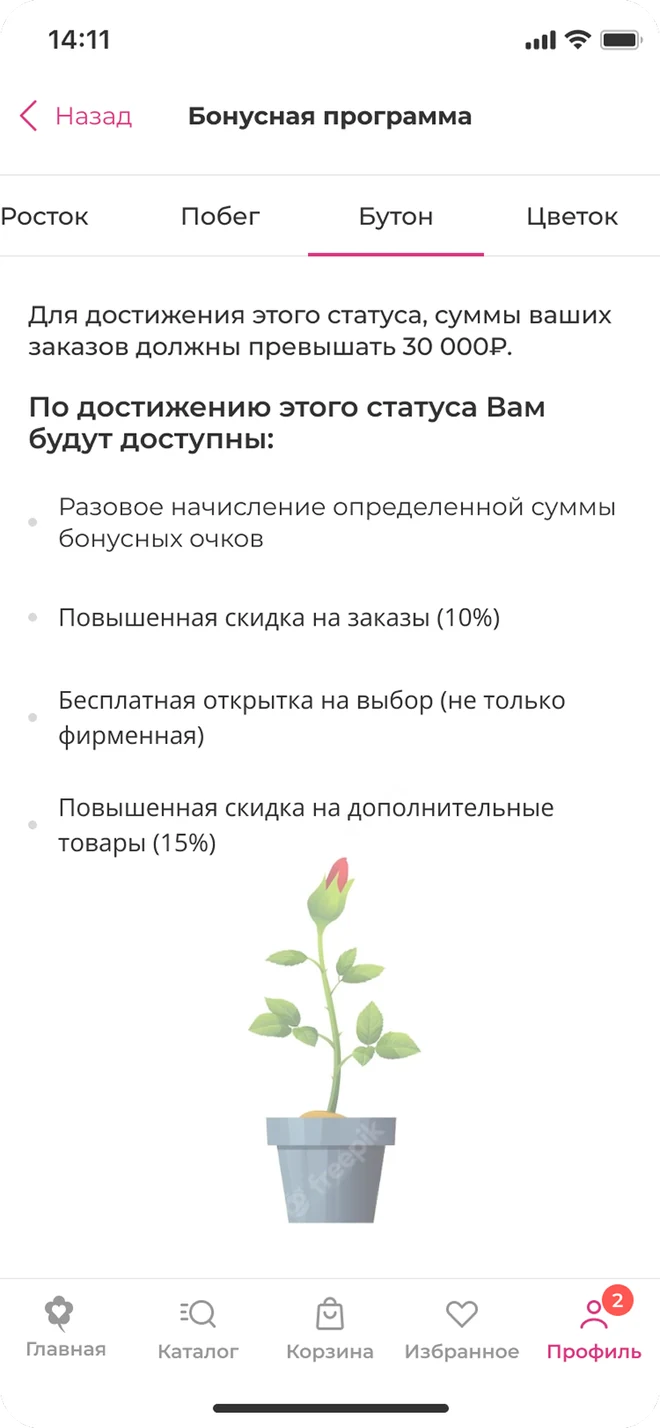 14:11
Назад
Бонусная программа
Росток
Побег
Бутон
Цветок
Для достижения этого статуса, суммы ваших
заказов должны превышать 30 000₽.
По достижению этого статуса Вам
будут доступны:
Разовое начисление определенной суммы
бонусных очков
Повышенная скидка на заказы (10%)
Бесплатная открытка на выбор (не только
фирменная)
Повышенная скидка на дополнительные
товары (15%)
freepik
2
Главная
Каталог
Корзина
Избранное
Профиль